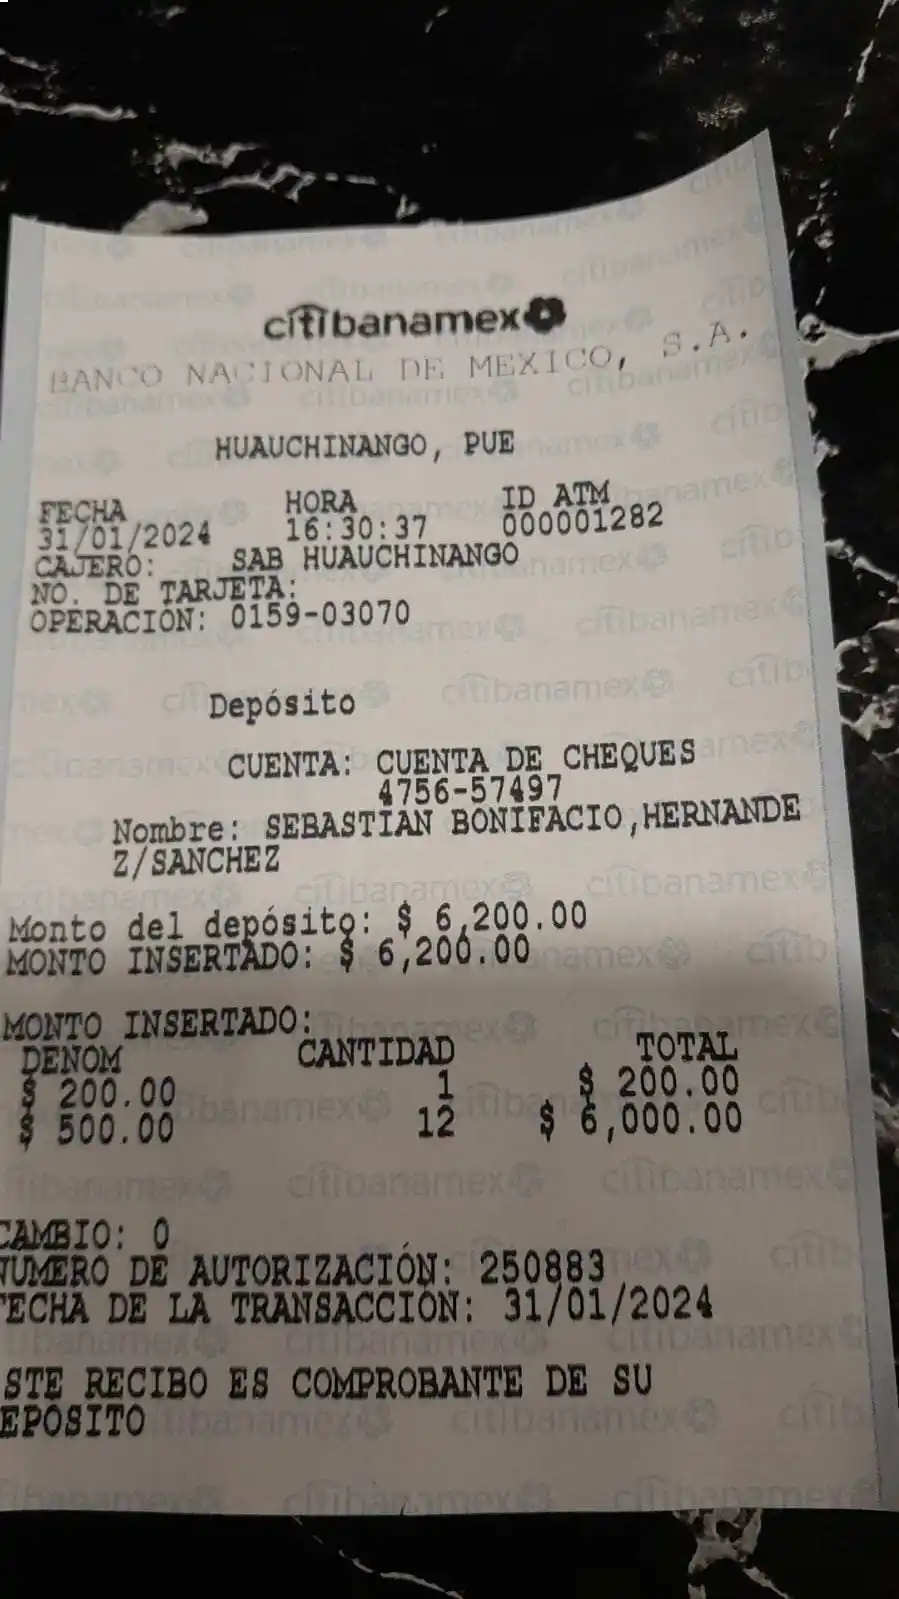 citibanamex
BANCO NACIONAL DE MEXICO, S.A.
HUAUCHINANGO, PUE
FECHA HORA ID ATM
31/01/2024 16:30:37 000001282
CAJERO: SAB HUAUCHINANGO
NO. DE TARJETA:
OPERACION: 0159-03070
Depósito
CUENTA: CUENTA DE CHEQUES
4756-57497
Nombre: SEBASTIAN BONIFACIO,HERNANDE
Z/SANCHEZ
Monto del depósito: $ 6,200.00
MONTO INSERTADO: $ 6,200.00
MONTO INSERTADO:
DENOM CANTIDAD TOTAL
$ 200.00 1 $ 200.00
$ 500.00 12 $ 6,000.00
CAMBIO: 0
NUMERO DE AUTORIZACIÓN: 250883
FECHA DE LA TRANSACCION: 31/01/2024
STE RECIBO ES COMPROBANTE DE SU
EPOSITO